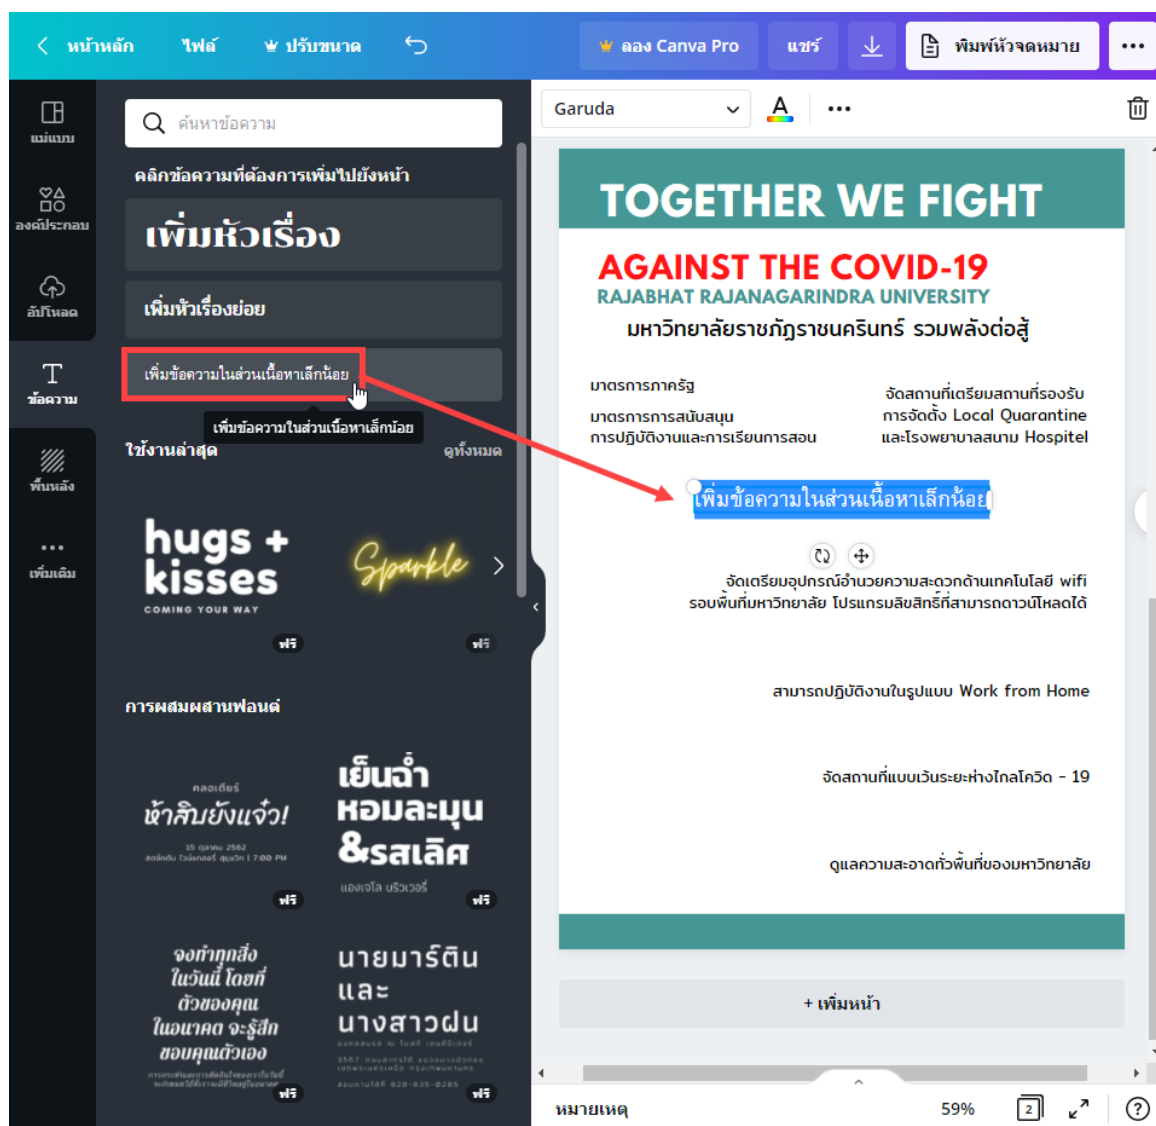 หน้าหลัก
ไฟล์
ปรับขนาด
ลอง Canva Pro
แชร์
พิมพ์หัวจดหมาย
แม่แบบ
องค์ประกอบ
อัปโหลด
ข้อความ
พื้นหลัง
เพิ่มเติม
ค้นหาข้อความ
คลิกข้อความที่ต้องการเพิ่มไปยังหน้า
เพิ่มหัวเรื่อง
เพิ่มหัวเรื่องย่อย
เพิ่มข้อความในส่วนเนื้อหาเล็กน้อย
เพิ่มข้อความในส่วนเนื้อหาเล็กน้อย
ใช้งานล่าสุด
ดูทั้งหมด
hugs +
kisses
COMING YOUR WAY
ฟรี
Sparkle
ฟรี
การผสมผสานฟอนต์
คลอเดียร์
ห้าสิบยังแจ๋ว!
15 ตุลาคม 2562
ฟรี
เย็นฉ่ำ
หอมละมุน
&รสเลิศ
แองเจโล บริวเวอรี่
ฟรี
จงทำทุกสิ่ง
ในวันนี้ โดยที่
ตัวของคุณ
ในอนาคต จะรู้สึก
ขอบคุณตัวเอง
ฟรี
นายมาร์ติน
และ
นางสาวฝน
ฟรี
Garuda
TOGETHER WE FIGHT
AGAINST THE COVID-19
RAJABHAT RAJANAGARINDRA UNIVERSITY
มหาวิทยาลัยราชภัฏราชนครินทร์ รวมพลังต่อสู้
มาตรการภาครัฐ
มาตรการการสนับสนุน
การปฏิบัติงานและการเรียนการสอน
จัดสถานที่เตรียมสถานที่รองรับ
การจัดตั้ง Local Quarantine
และโรงพยาบาลสนาม Hospitel
เพิ่มข้อความในส่วนเนื้อหาเล็กน้อย
จัดเตรียมอุปกรณ์อำนวยความสะดวกด้านเทคโนโลยี wifi
รอบพื้นที่มหาวิทยาลัย โปรแกรมลิขสิทธิ์ที่สามารถดาวน์โหลดได้
สามารถปฏิบัติงานในรูปแบบ Work from Home
จัดสถานที่แบบเว้นระยะห่างไกลโควิด - 19
ดูแลความสะอาดทั่วพื้นที่ของมหาวิทยาลัย
+ เพิ่มหน้า
หมายเหตุ
59%
2
?